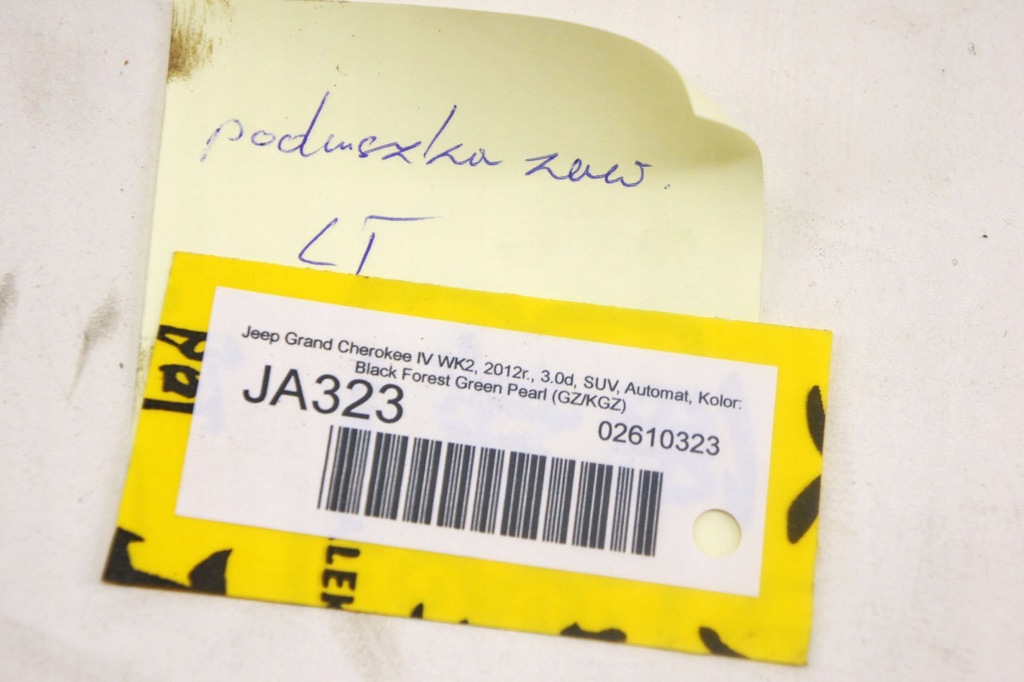 poduszka zaw.
LT
Jeep Grand Cherokee IV WK2, 2012r., 3.0d, SUV, Automat, Kolor:
Black Forest Green Pearl (GZ/KGZ)
JA323
02610323